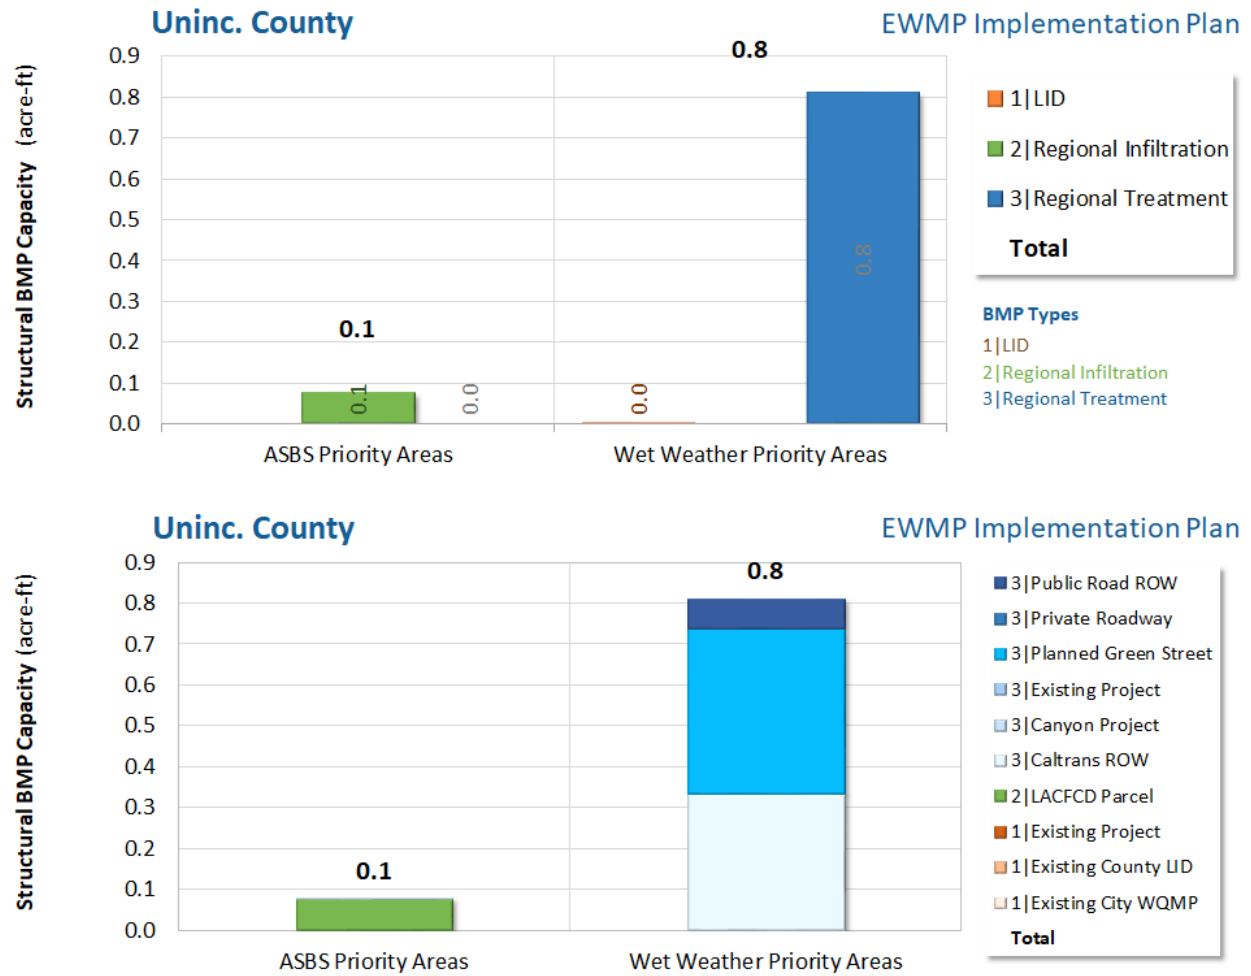 Uninc. County
EWMP Implementation Plan
Structural BMP Capacity (acre-ft)
0.9
0.8
0.7
0.6
0.5
0.4
0.3
0.2
0.1
0.0
0.8
0.1
0.1
0.0
0.0
0.8
ASBS Priority Areas
Wet Weather Priority Areas
1|LID
2|Regional Infiltration
3|Regional Treatment
Total
BMP Types
1|LID
2|Regional Infiltration
3|Regional Treatment
Uninc. County
EWMP Implementation Plan
Structural BMP Capacity (acre-ft)
0.9
0.8
0.7
0.6
0.5
0.4
0.3
0.2
0.1
0.0
0.8
0.1
ASBS Priority Areas
Wet Weather Priority Areas
3|Public Road ROW
3|Private Roadway
3|Planned Green Street
3|Existing Project
3|Canyon Project
3|Caltrans ROW
2|LACFCD Parcel
1|Existing Project
1|Existing County LID
1|Existing City WQMP
Total